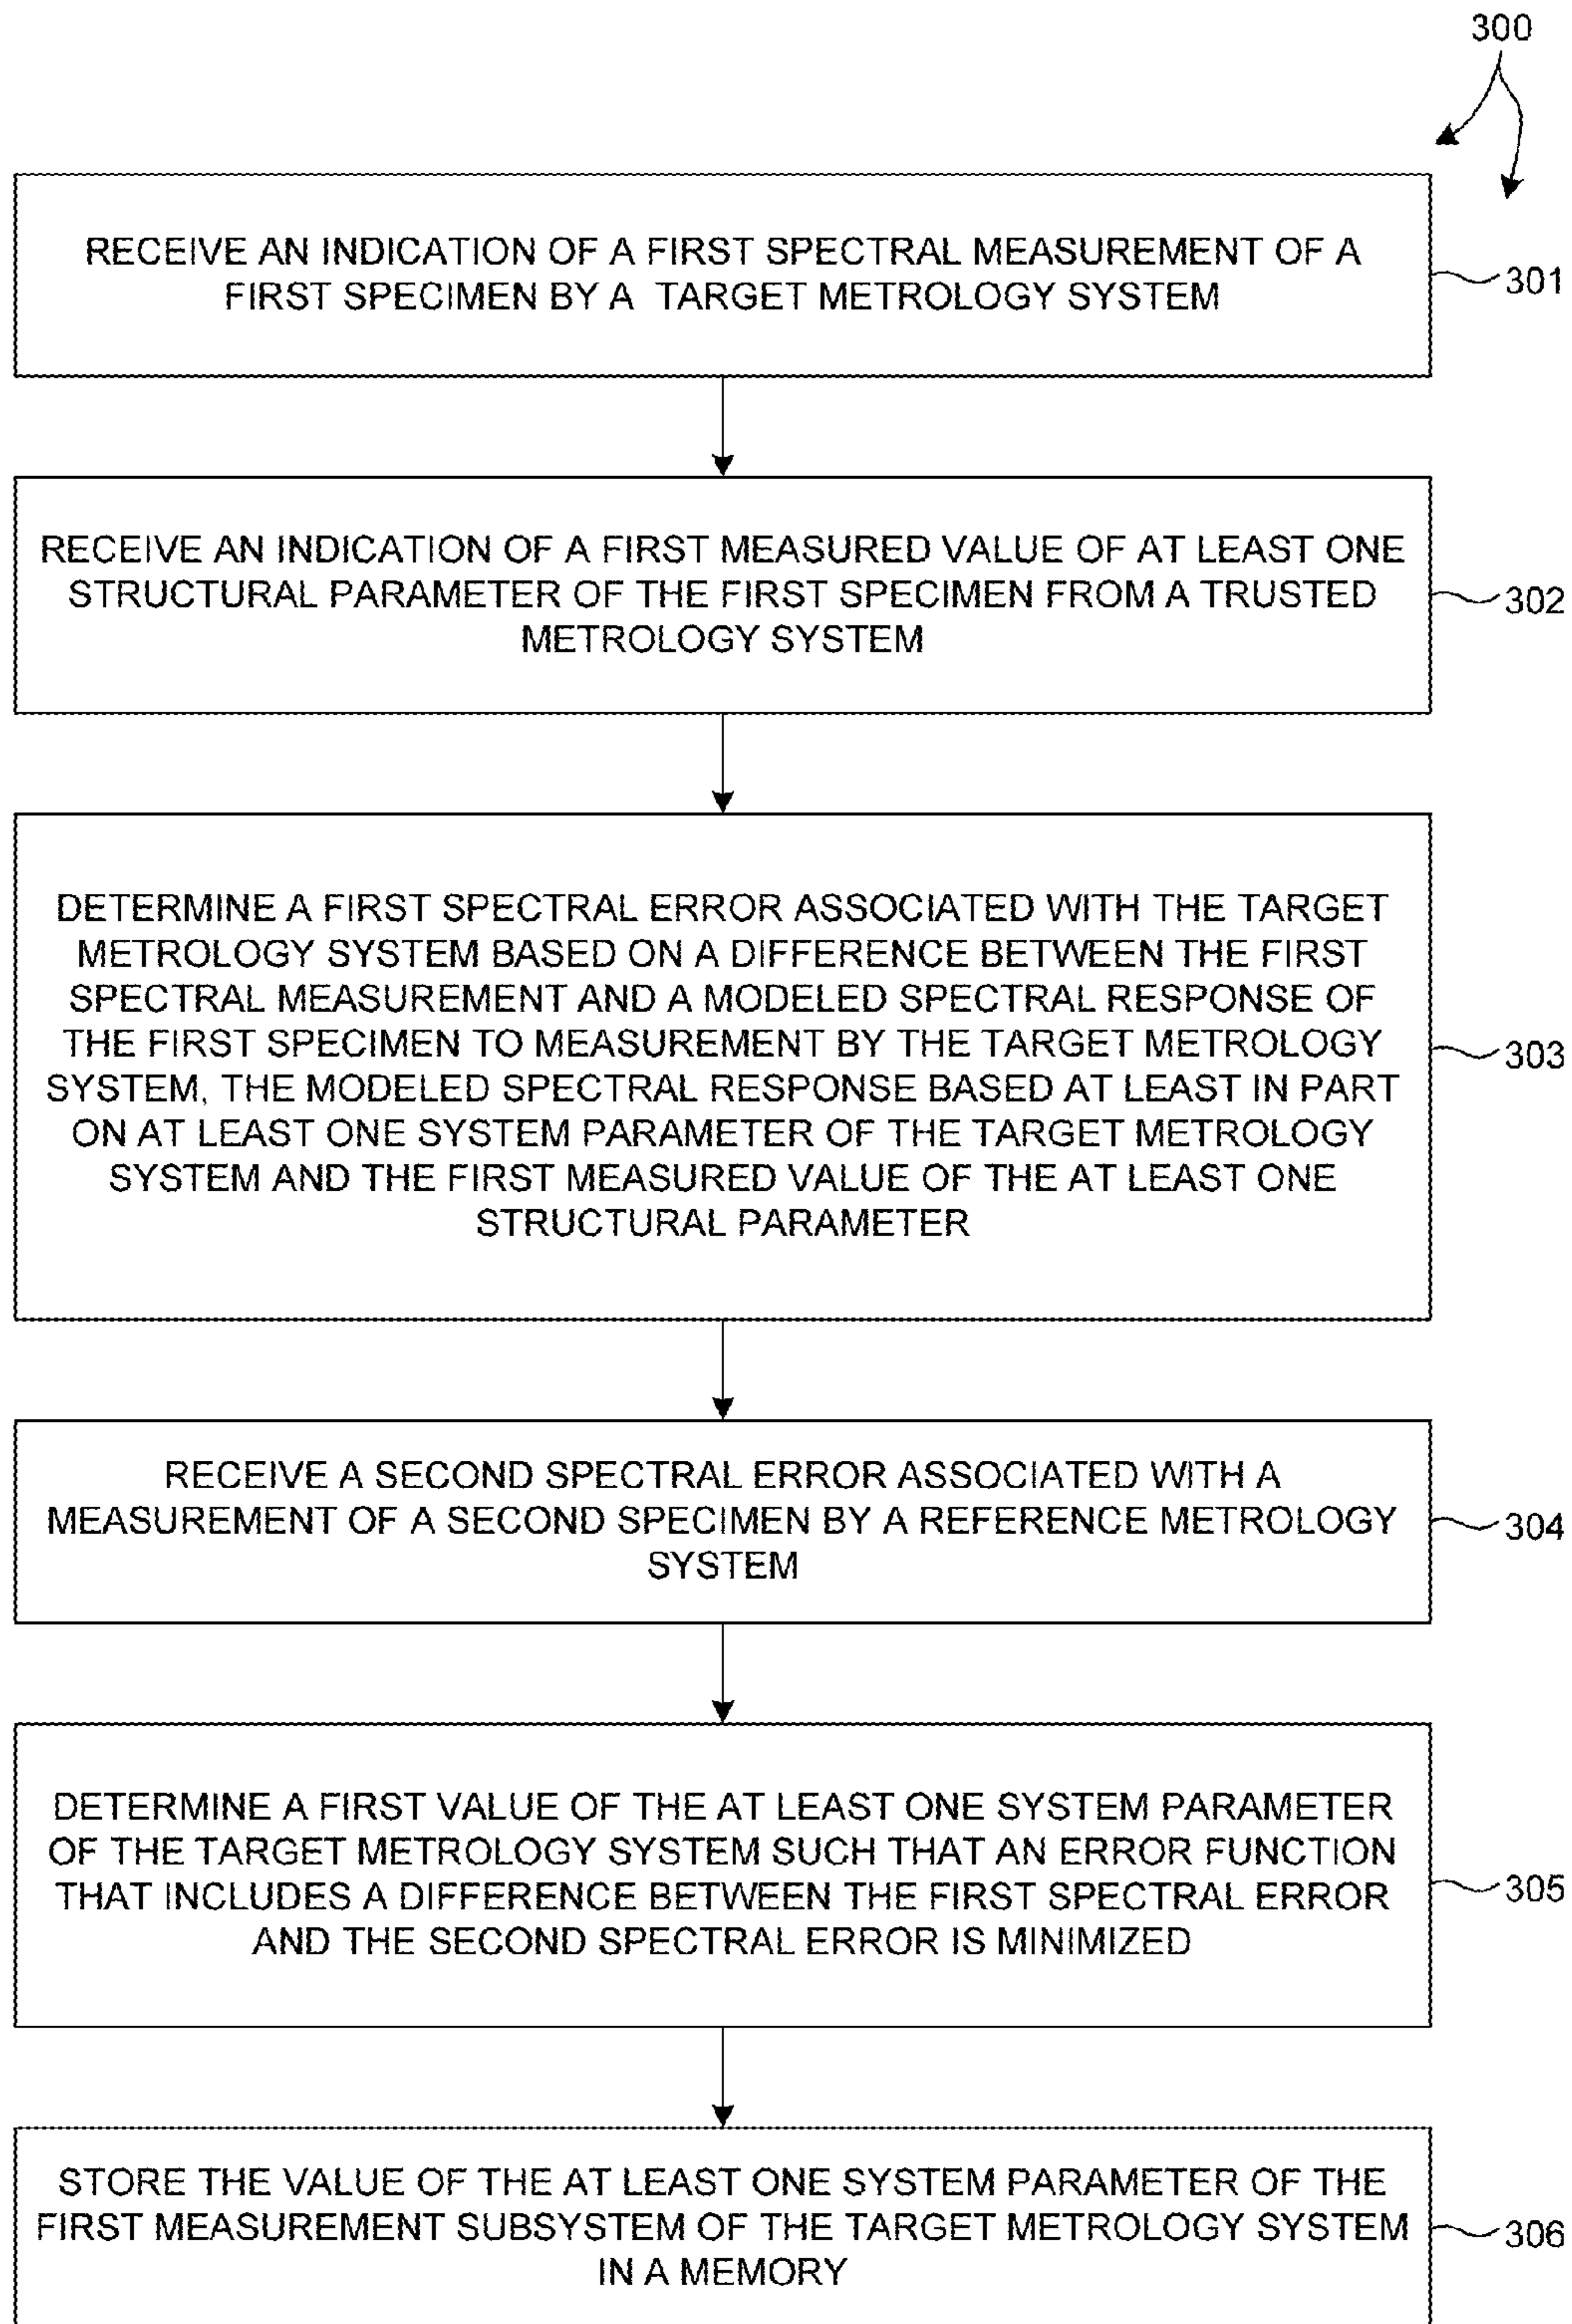 300
RECEIVE AN INDICATION OF A FIRST SPECTRAL MEASUREMENT OF A
FIRST SPECIMEN BY A TARGET METROLOGY SYSTEM
301
RECEIVE AN INDICATION OF A FIRST MEASURED VALUE OF AT LEAST ONE
STRUCTURAL PARAMETER OF THE FIRST SPECIMEN FROM A TRUSTED
METROLOGY SYSTEM
302
DETERMINE A FIRST SPECTRAL ERROR ASSOCIATED WITH THE TARGET
METROLOGY SYSTEM BASED ON A DIFFERENCE BETWEEN THE FIRST
SPECTRAL MEASUREMENT AND A MODELED SPECTRAL RESPONSE OF
THE FIRST SPECIMEN TO MEASUREMENT BY THE TARGET METROLOGY
SYSTEM, THE MODELED SPECTRAL RESPONSE BASED AT LEAST IN PART
ON AT LEAST ONE SYSTEM PARAMETER OF THE TARGET METROLOGY
SYSTEM AND THE FIRST MEASURED VALUE OF THE AT LEAST ONE
STRUCTURAL PARAMETER
303
RECEIVE A SECOND SPECTRAL ERROR ASSOCIATED WITH A
MEASUREMENT OF A SECOND SPECIMEN BY A REFERENCE METROLOGY
SYSTEM
304
DETERMINE A FIRST VALUE OF THE AT LEAST ONE SYSTEM PARAMETER
OF THE TARGET METROLOGY SYSTEM SUCH THAT AN ERROR FUNCTION
THAT INCLUDES A DIFFERENCE BETWEEN THE FIRST SPECTRAL ERROR
AND THE SECOND SPECTRAL ERROR IS MINIMIZED
305
STORE THE VALUE OF THE AT LEAST ONE SYSTEM PARAMETER OF THE
FIRST MEASUREMENT SUBSYSTEM OF THE TARGET METROLOGY SYSTEM
IN A MEMORY
306